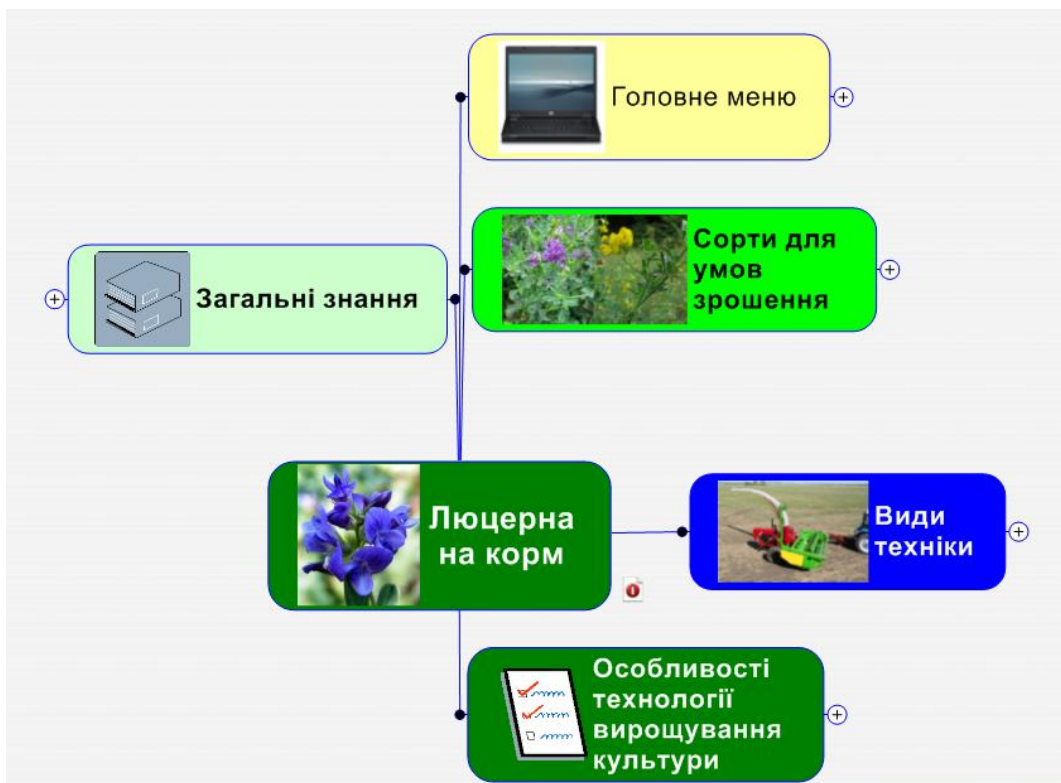 Головне меню
Сорти для
умов
зрошення
Загальні знання
Люцерна
на корм
Види
техніки
Особливості
технології
вирощування
культури